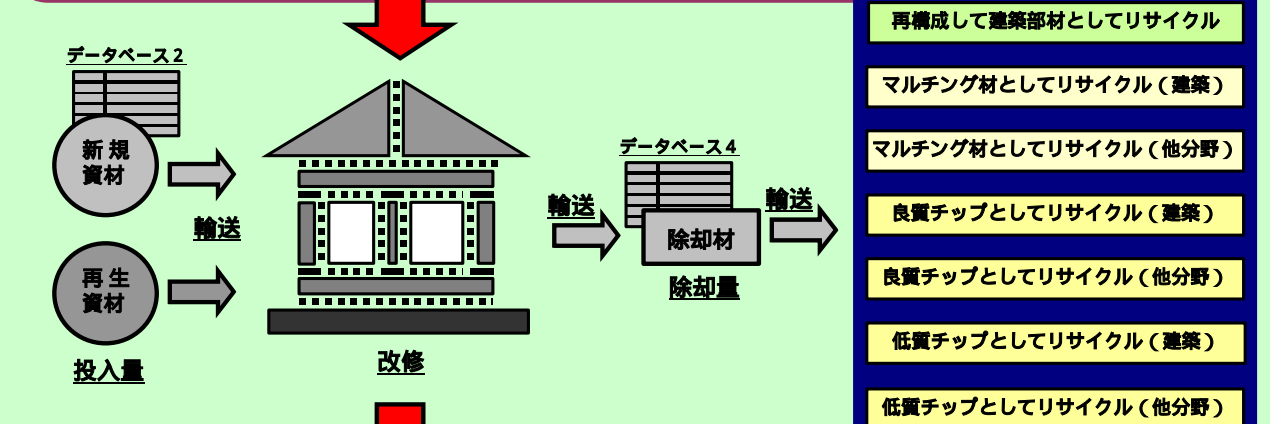 データベース2
新規
資材
輸送
再生
資材
投入量
改修
輸送
データベース4
除却材
除却量
輸送
再構成して建築部材としてリサイクル
マルチング材としてリサイクル(建築)
マルチング材としてリサイクル(他分野)
良質チップとしてリサイクル(建築)
良質チップとしてリサイクル(他分野)
低質チップとしてリサイクル(建築)
低質チップとしてリサイクル(他分野)